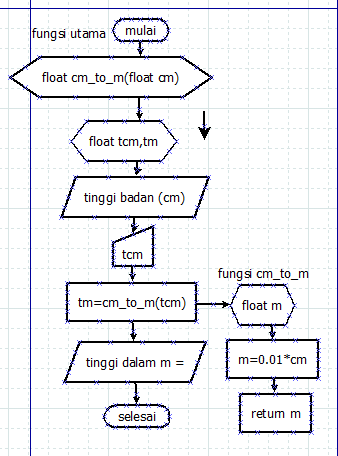 fungsi utama
mulai
float cm_to_m(float cm)
float tcm,tm
tinggi badan (cm)
tcm
fungsi cm_to_m
tm=cm_to_m(tcm)
float m
tinggi dalam m =
m=0.01*cm
selesai
return m